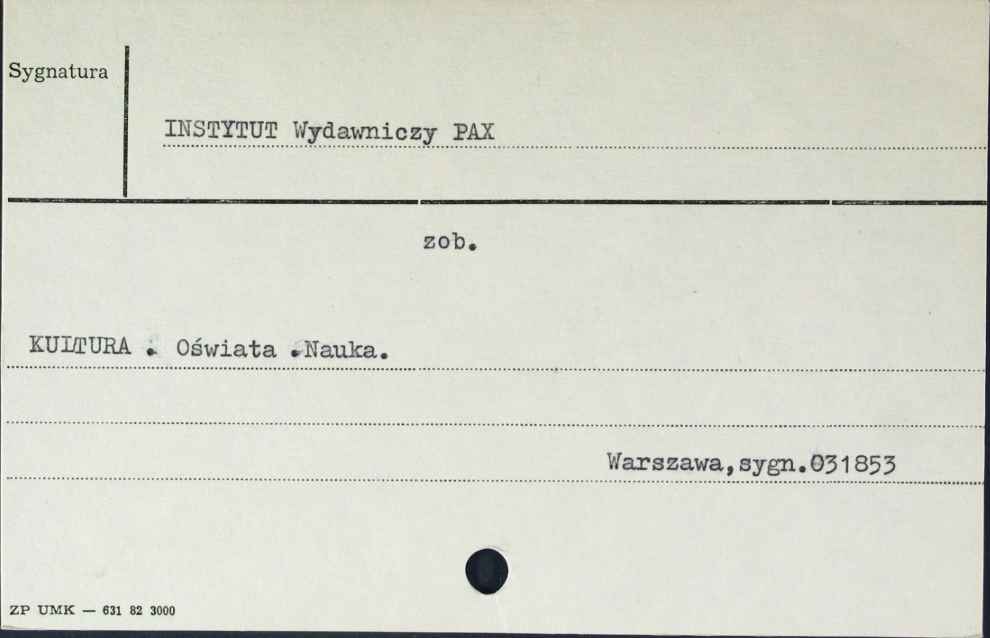 Sygnatura
INSTYTUT Wydawniczy PAX
zob.
KULTURA . Oświata .Nauka.
Warszawa,sygn.031853
ZP UMK — 631 82 3000